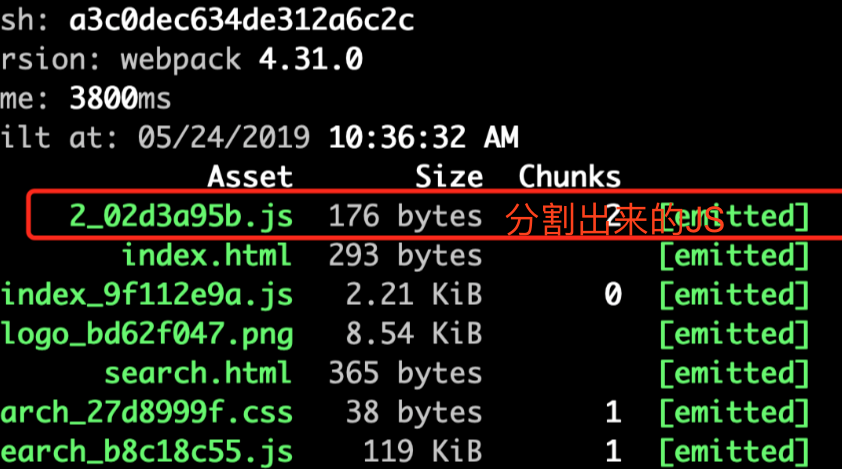 sh: a3c0dec634de312a6c2c
rsion: webpack 4.31.0
me: 3800ms
ilt at: 05/24/2019 10:36:32 AM
Asset Size Chunks
2_02d3a95b.js 176 bytes 2 [emitted]
分割出来的JS
index.html 293 bytes [emitted]
index_9f112e9a.js 2.21 KiB 0 [emitted]
logo_bd62f047.png 8.54 KiB [emitted]
search.html 365 bytes [emitted]
arch_27d8999f.css 38 bytes 1 [emitted]
earch_b8c18c55.js 119 KiB 1 [emitted]